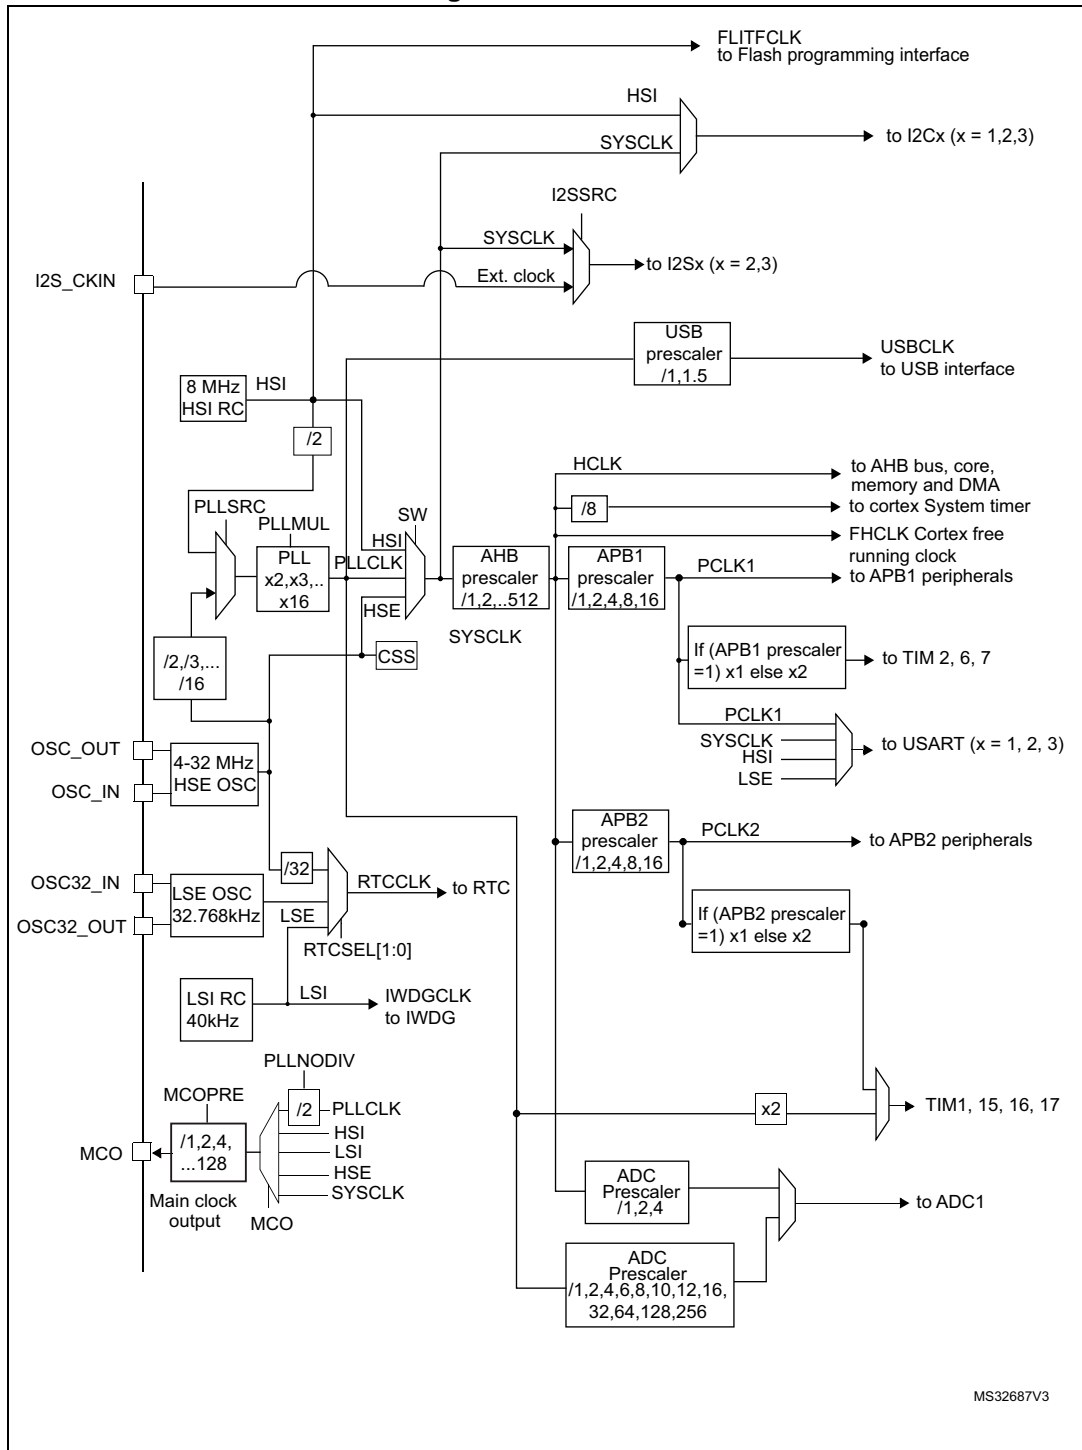 FLITFCLK
to Flash programming interface
HSI
SYSCLK
to I2Cx (x = 1,2,3)
I2SSRC
SYSCLK
to I2Sx (x = 2,3)
I2S_CKIN
Ext. clock
USB
prescaler
/1,1.5
USBCLK
to USB interface
8 MHz
HSI RC
HSI
/2
HCLK
to AHB bus, core,
memory and DMA
/8
to cortex System timer
FHCLK Cortex free
running clock
PLLSRC
PLLMUL
SW
HSI
PLL
x2,x3,..
x16
PLLCLK
HSE
AHB
prescaler
/1,2,..512
APB1
prescaler
/1,2,4,8,16
PCLK1
to APB1 peripherals
SYSCLK
CSS
/2,/3,...
/16
If (APB1 prescaler
=1) x1 else x2
to TIM 2, 6, 7
PCLK1
SYSCLK
HSI
LSE
to USART (x = 1, 2, 3)
OSC_OUT
OSC_IN
4-32 MHz
HSE OSC
APB2
prescaler
/1,2,4,8,16
PCLK2
to APB2 peripherals
/32
OSC32_IN
OSC32_OUT
LSE OSC
32.768kHz
LSE
RTCCLK
to RTC
RTCSEL[1:0]
If (APB2 prescaler
=1) x1 else x2
LSI RC
40kHz
LSI
IWDGCLK
to IWDG
PLLNODIV
MCOPRE
/2
PLLCLK
HSI
LSI
HSE
SYSCLK
MCO
/1,2,4,
...128
Main clock
output
MCO
x2
TIM1, 15, 16, 17
ADC
Prescaler
/1,2,4
to ADC1
ADC
Prescaler
/1,2,4,6,8,10,12,16,
32,64,128,256
MS32687V3